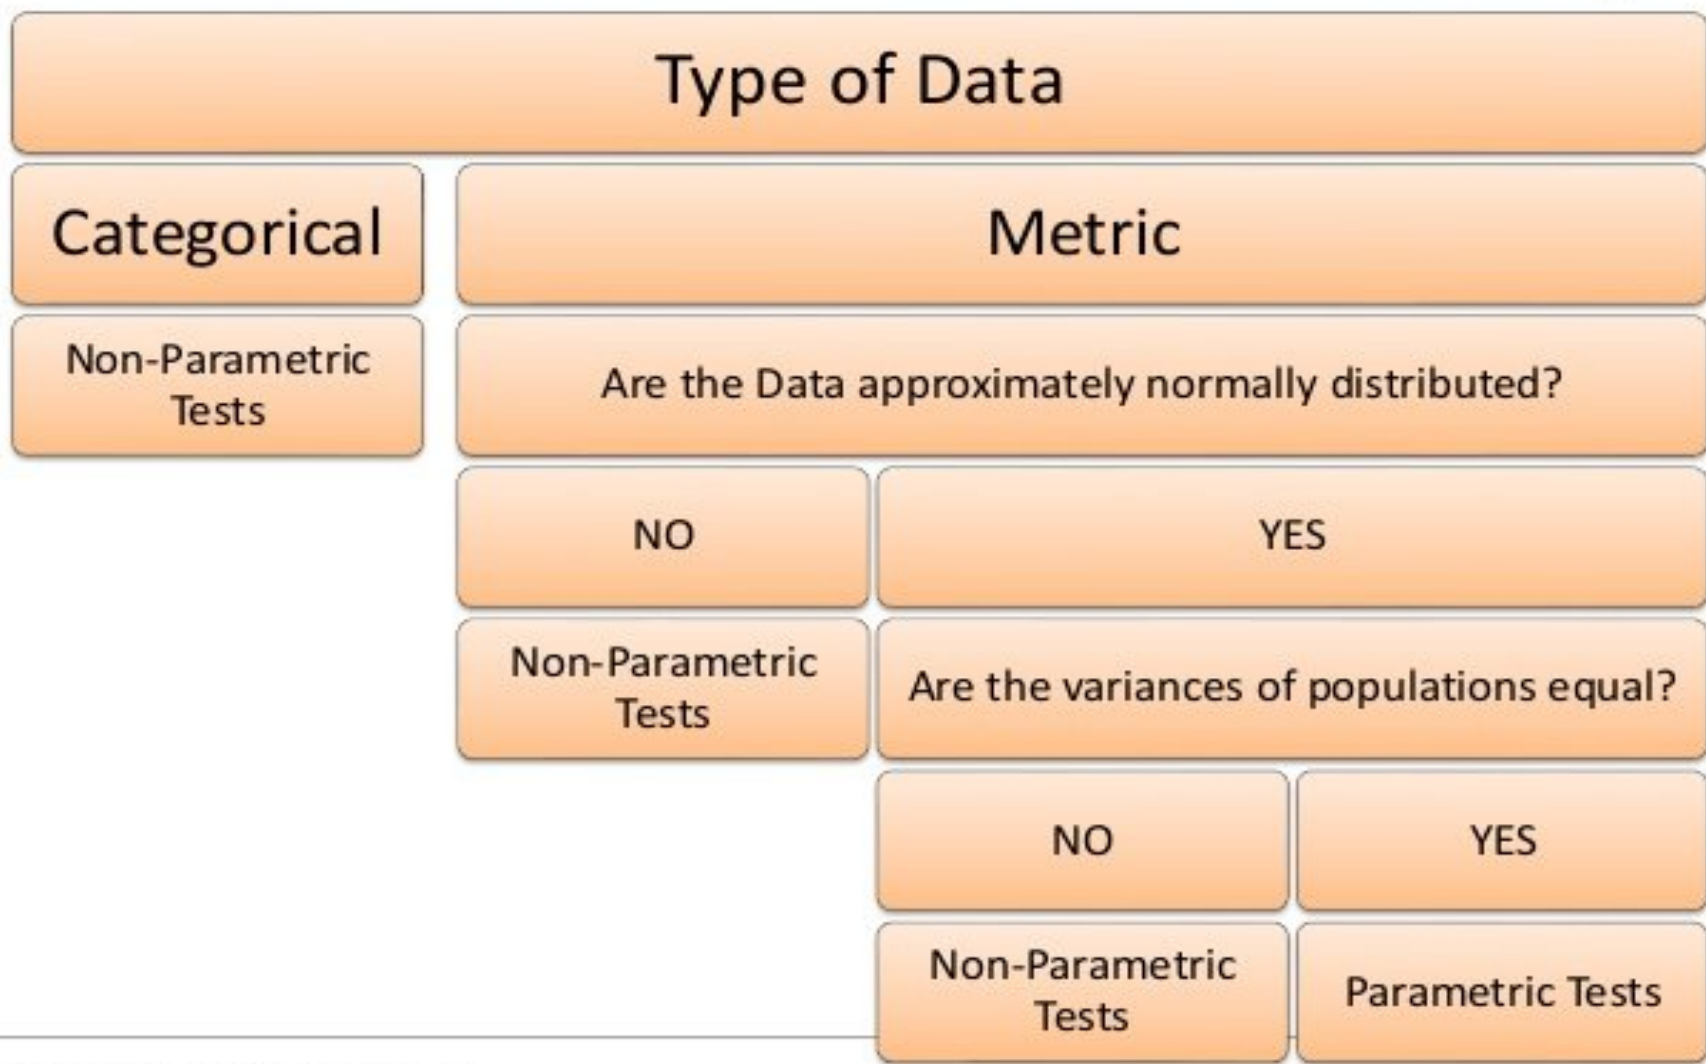 Type of Data
Categorical
Metric
Non-Parametric
Tests
Are the Data approximately normally distributed?
NO
YES
Non-Parametric
Tests
Are the variances of populations equal?
NO
YES
Non-Parametric
Tests
Parametric Tests